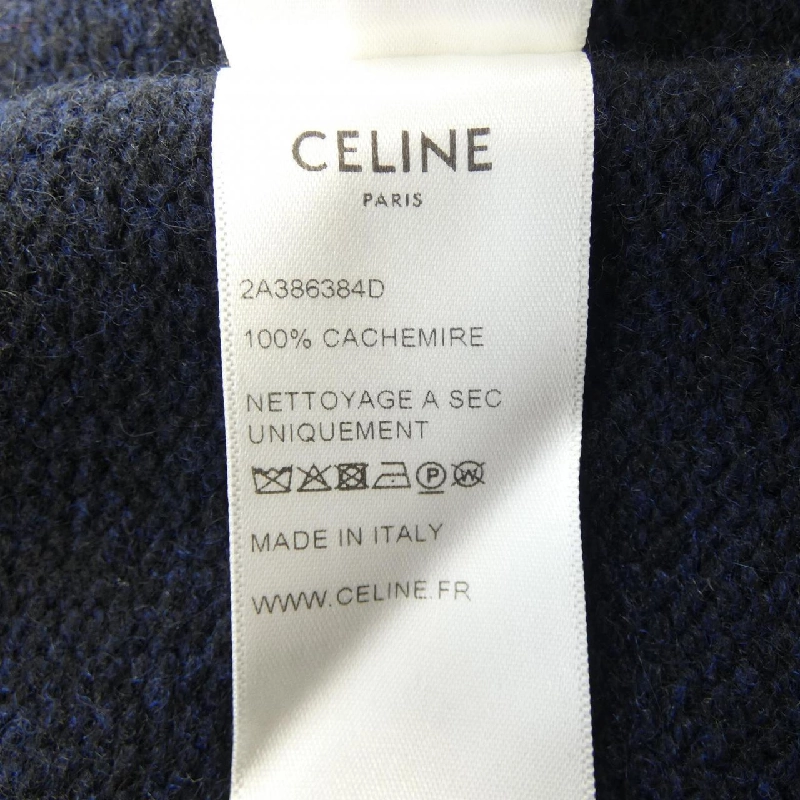 CELINE
PARIS
2A386384D
100% CACHEMIRE
NETTOYAGE A SEC
UNIQUEMENT
P W
MADE IN ITALY
WWW.CELINE.FR